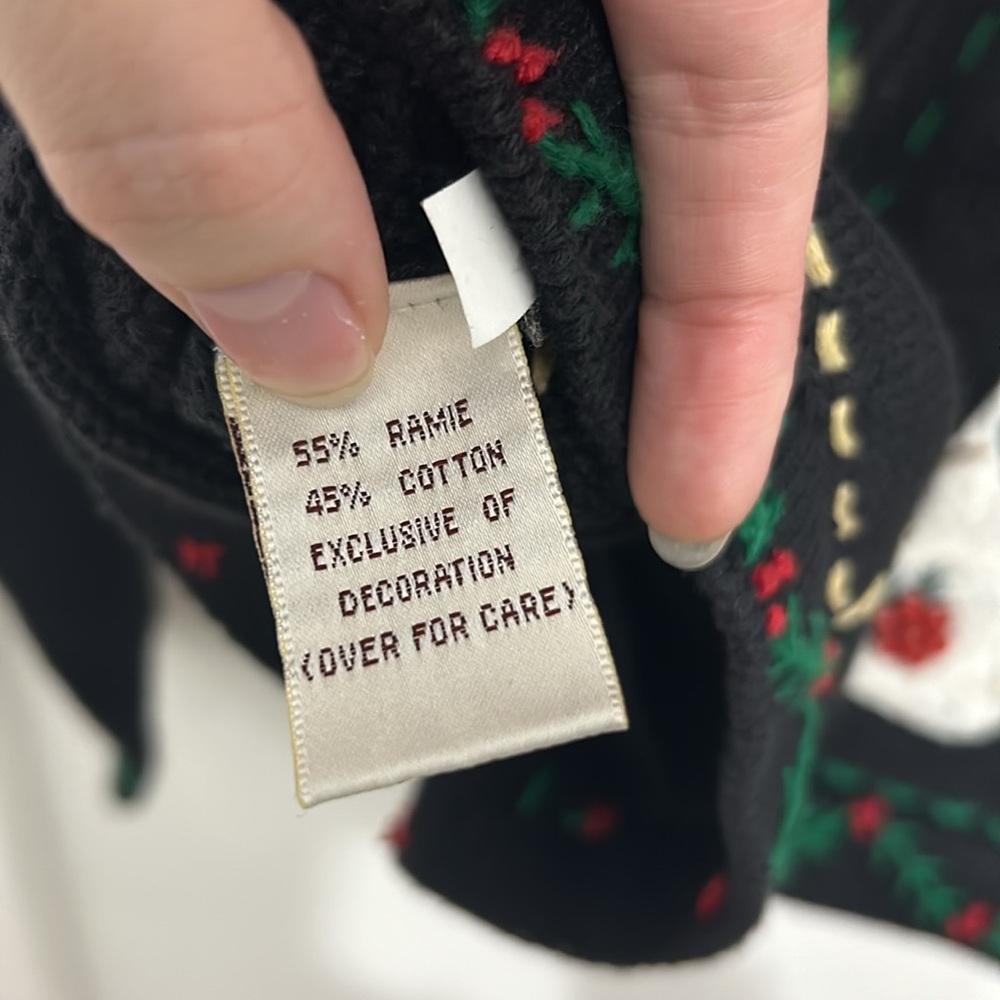 55% RAMIE
45% COTTON
EXCLUSIVE OF
DECORATION
(OVER FOR CARE)